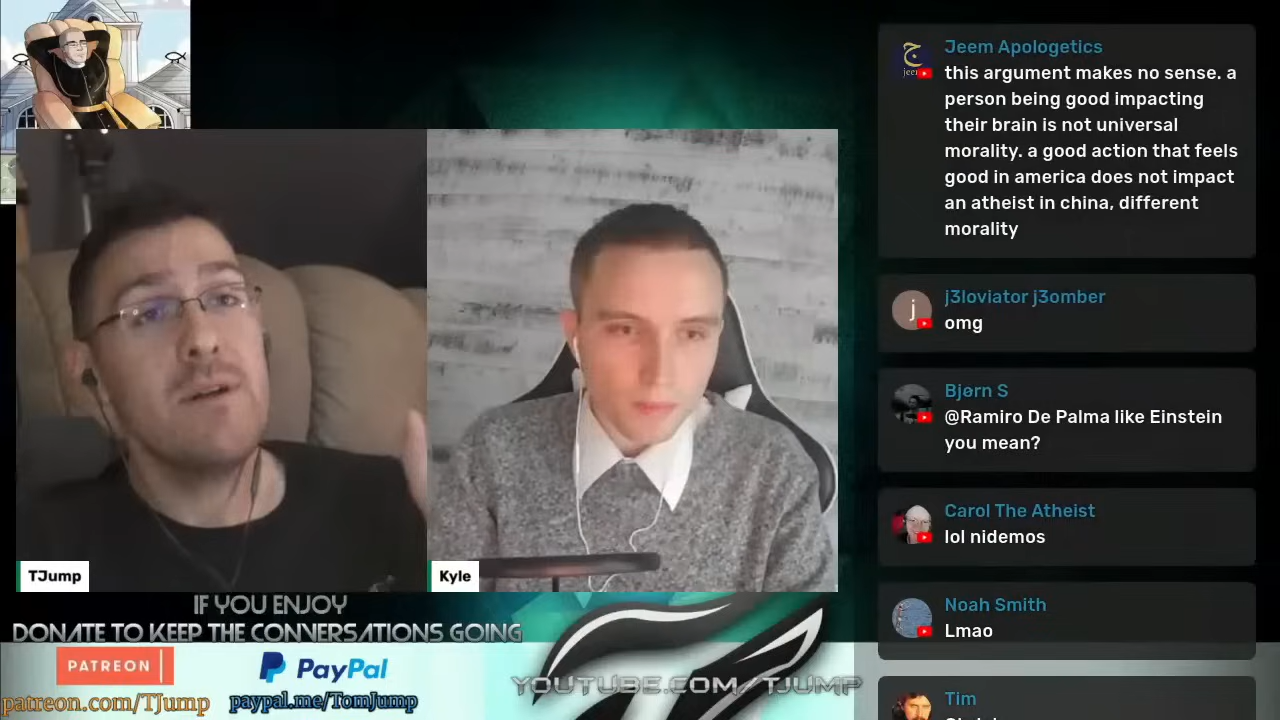 Jeem Apologetics
this argument makes no sense. a
person being good impacting
their brain is not universal
morality. a good action that feels
good in america does not impact
an atheist in china, different
morality
j3loviator j3omber
omg
Bjørn S
@Ramiro De Palma like Einstein
you mean?
Carol The Atheist
lol nidemos
Noah Smith
Lmao
Tim
TJump
Kyle
IF YOU ENJOY
DONATE TO KEEP THE CONVERSATIONS GOING
PATREON
PayPal
patreon.com/TJump
paypal.me/TomJump
YOUTUBE.COM/TJUMP